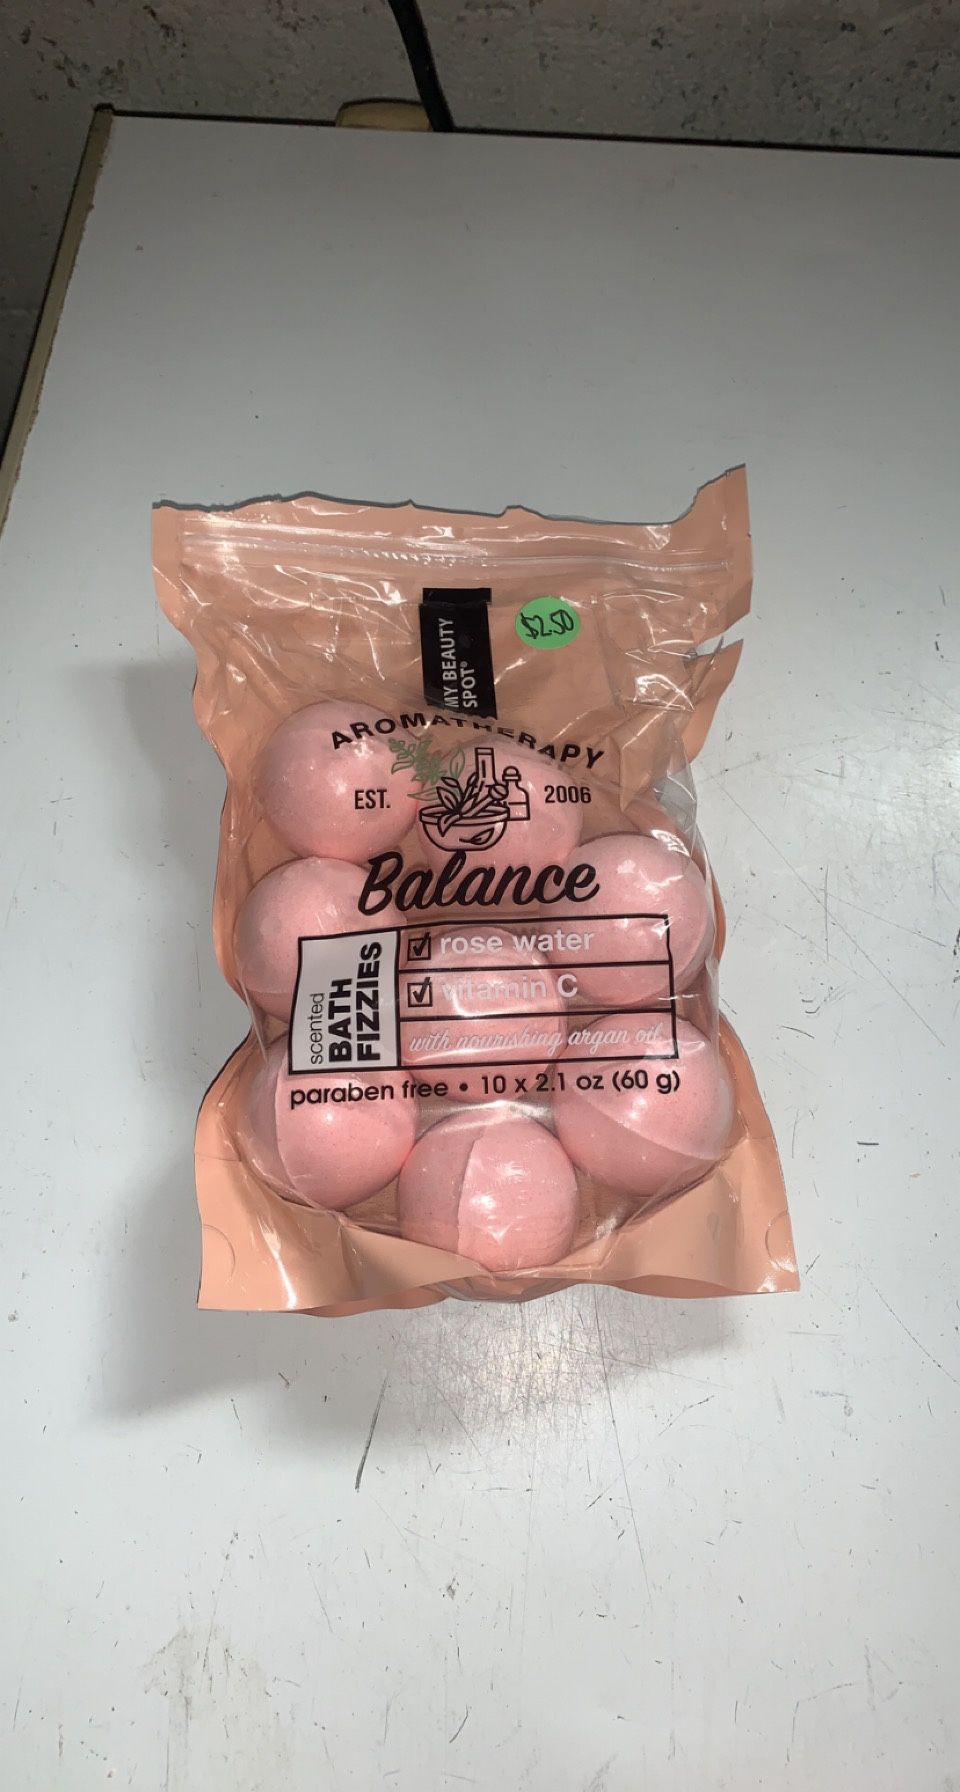 $2.50
MY BEAUTY
SPOT®
AROMATHERAPY
EST. 2006
Balance
scented
BATH
FIZZIES
rose water
vitamin C
with nourishing argan oil
paraben free • 10 x 2.1 oz (60 g)